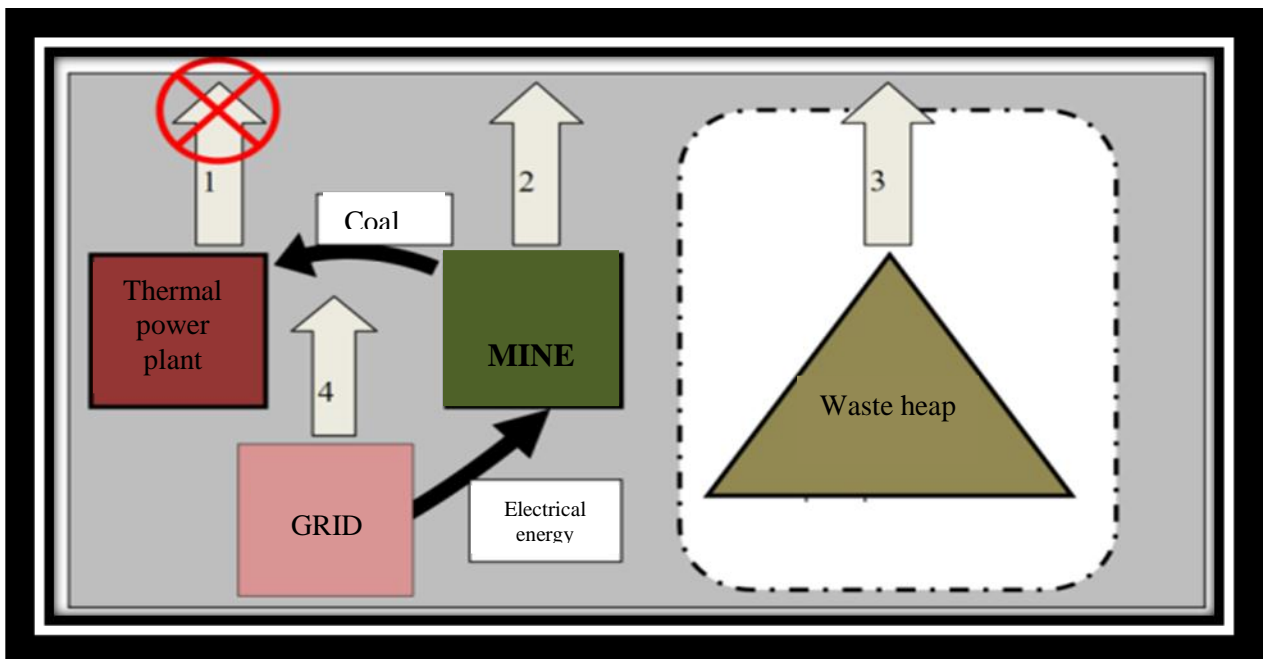 1
2
3
Coal
Thermal
power
plant
MINE
4
Waste heap
GRID
Electrical
energy